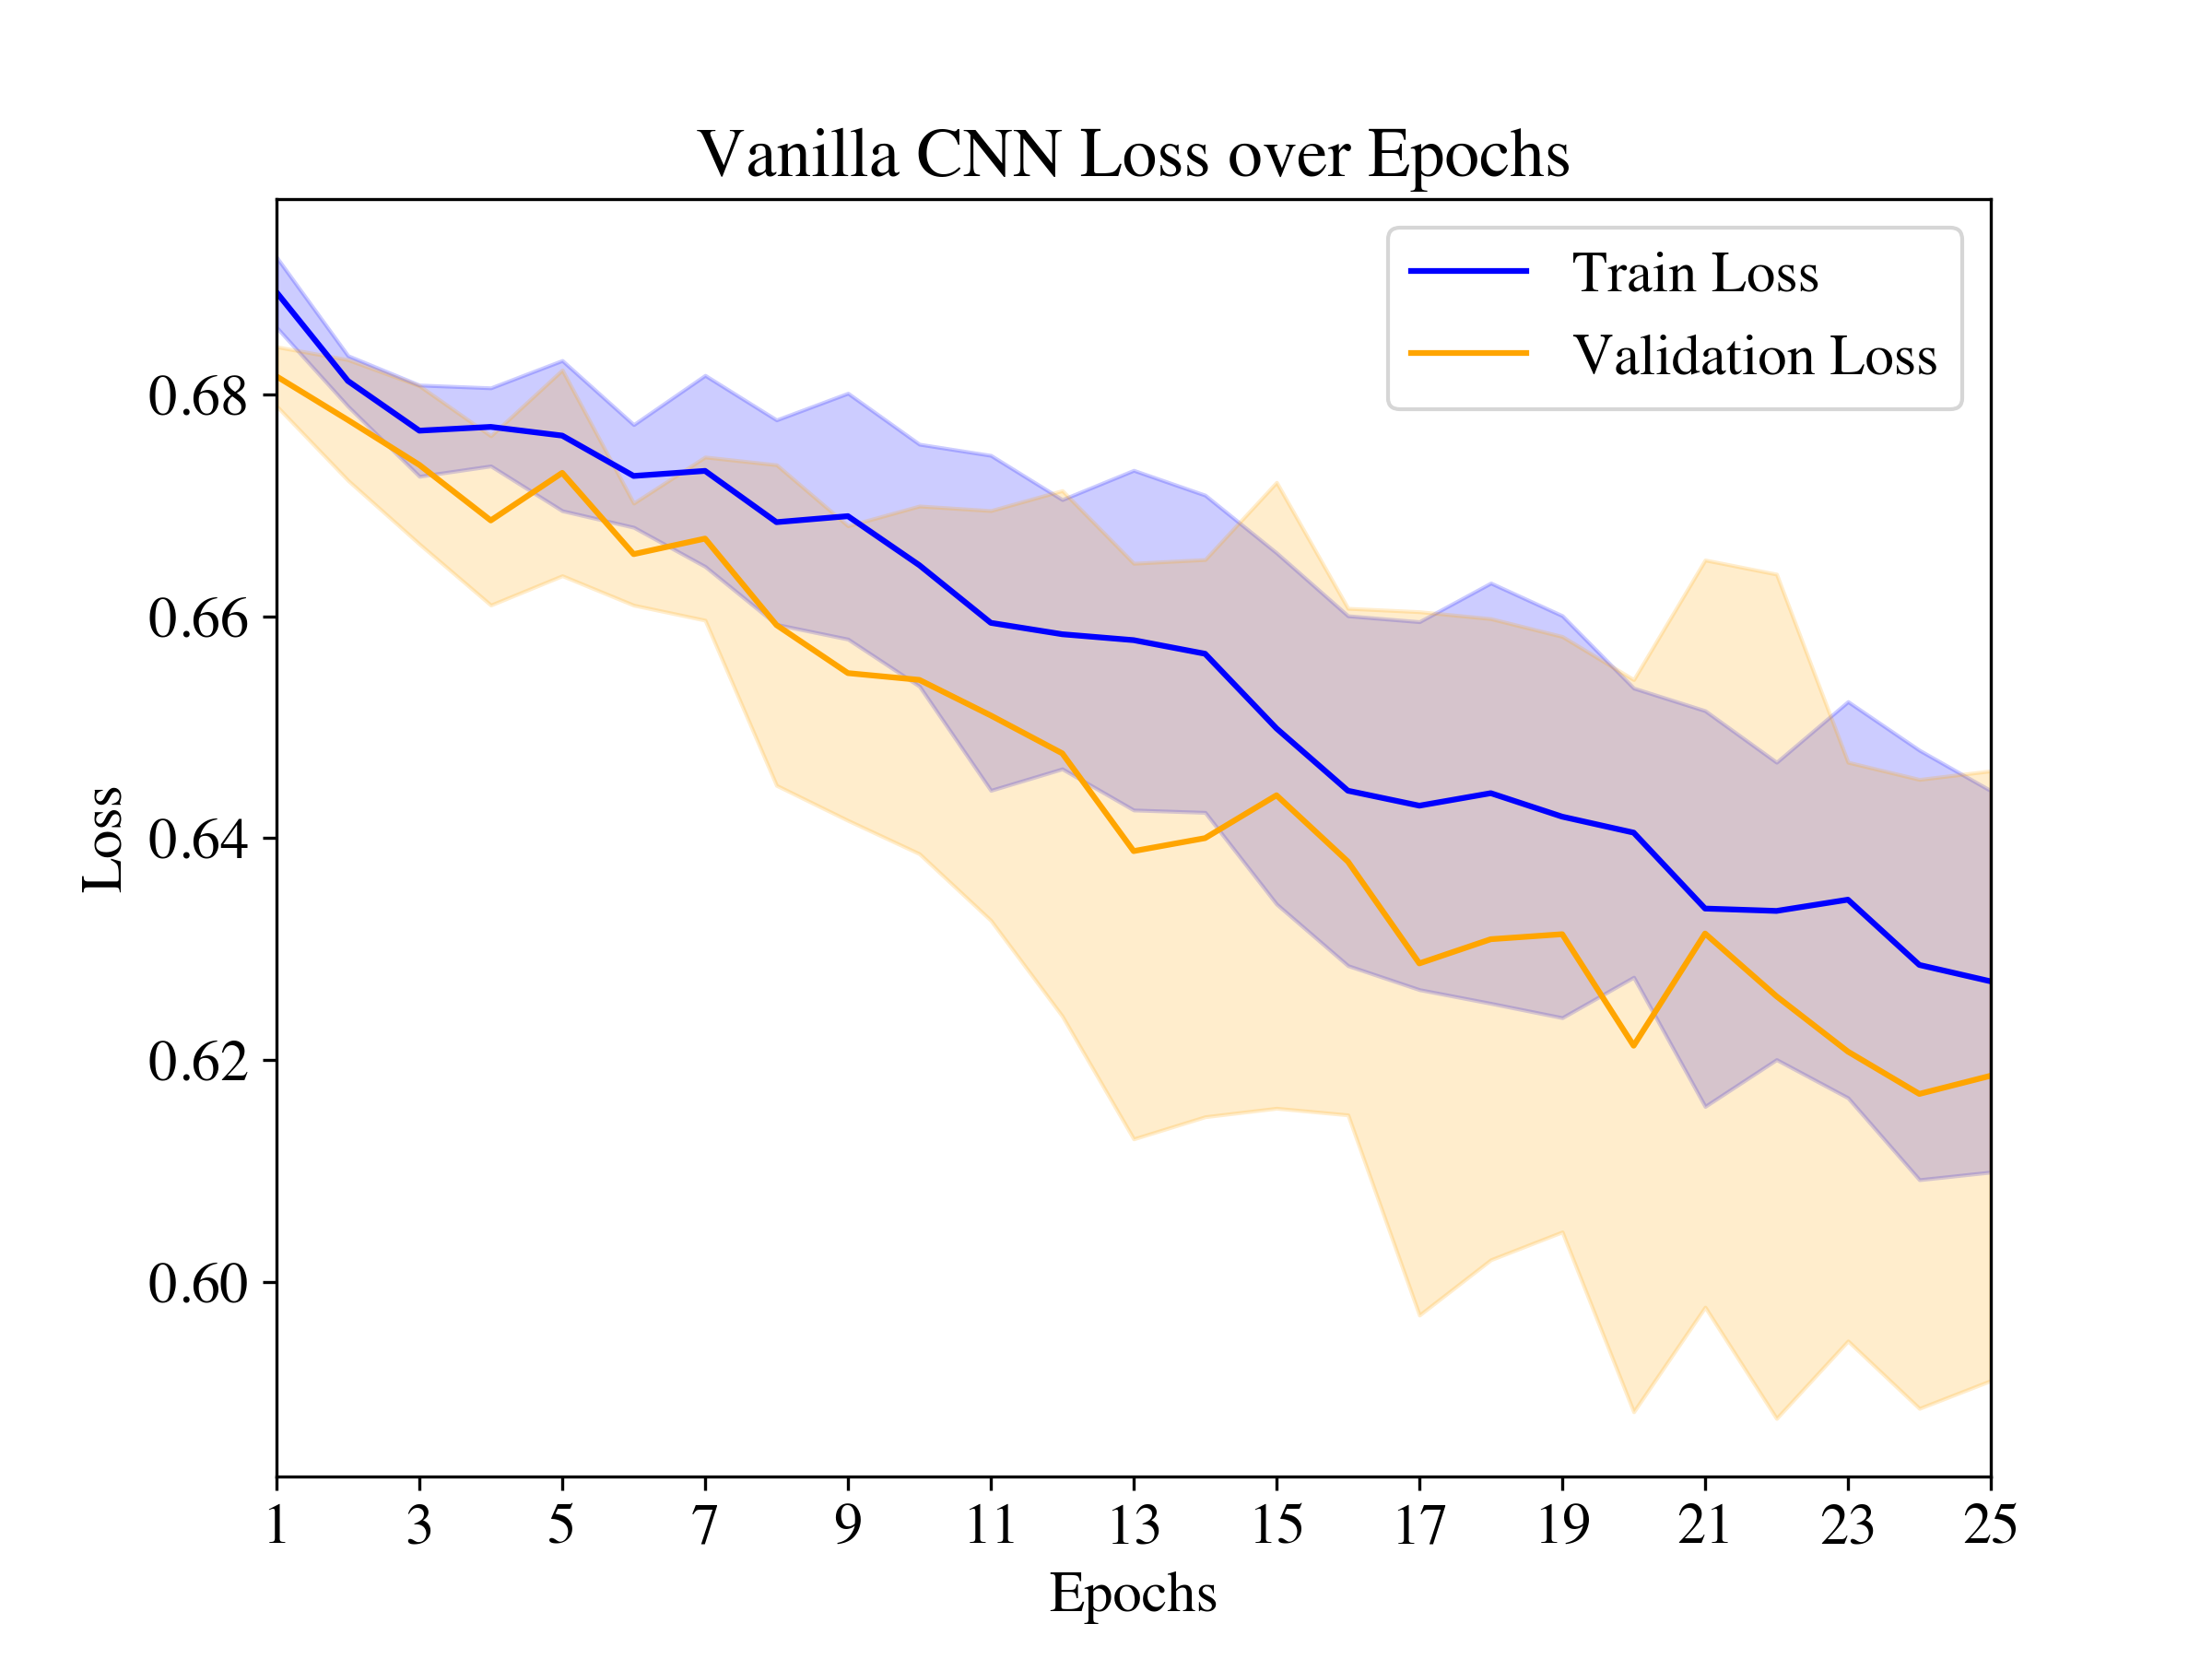 Vanilla CNN Loss over Epochs
Train Loss
Validation Loss
Loss
0.68
0.66
0.64
0.62
0.60
1 3 5 7 9 11 13 15 17 19 21 23 25
Epochs